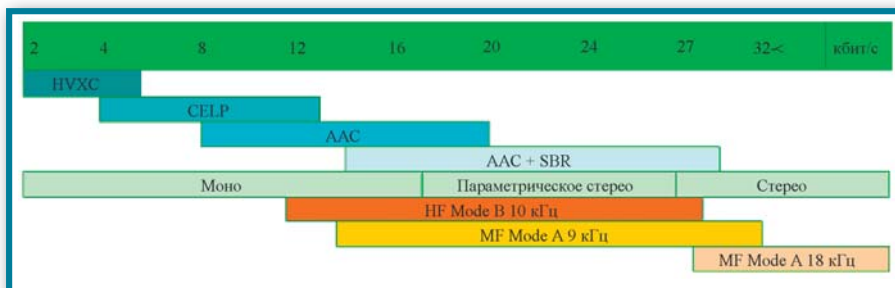 2 4 8 12 16 20 24 27 32-< кбит/с
HVXC
CELP
AAC
AAC + SBR
Моно Параметрическое стерео Стерео
HF Mode B 10 кГц
MF Mode A 9 кГц
MF Mode A 18 кГц